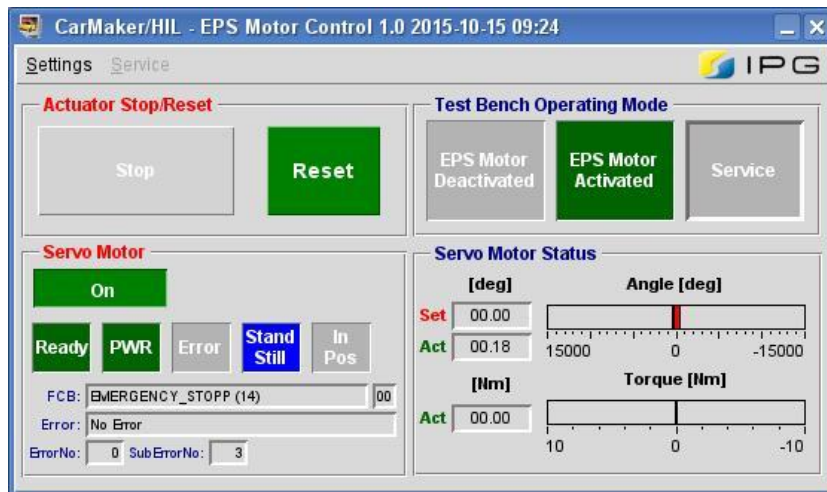 CarMaker/HIL - EPS Motor Control 1.0 2015-10-15 09:24
Settings Service
IPG
Actuator Stop/Reset
Stop
Reset
Test Bench Operating Mode
EPS Motor
Deactivated
EPS Motor
Activated
Service
Servo Motor
On
Ready
PWR
Error
Stand
Still
In
Pos
FCB: EMERGENCY_STOPP (14) 00
Error: No Error
ErrorNo: 0 SubErrorNo: 3
Servo Motor Status
[deg]
Angle [deg]
Set 00.00
Act 00.18
15000 0 -15000
[Nm]
Torque [Nm]
Act 00.00
10 0 -10